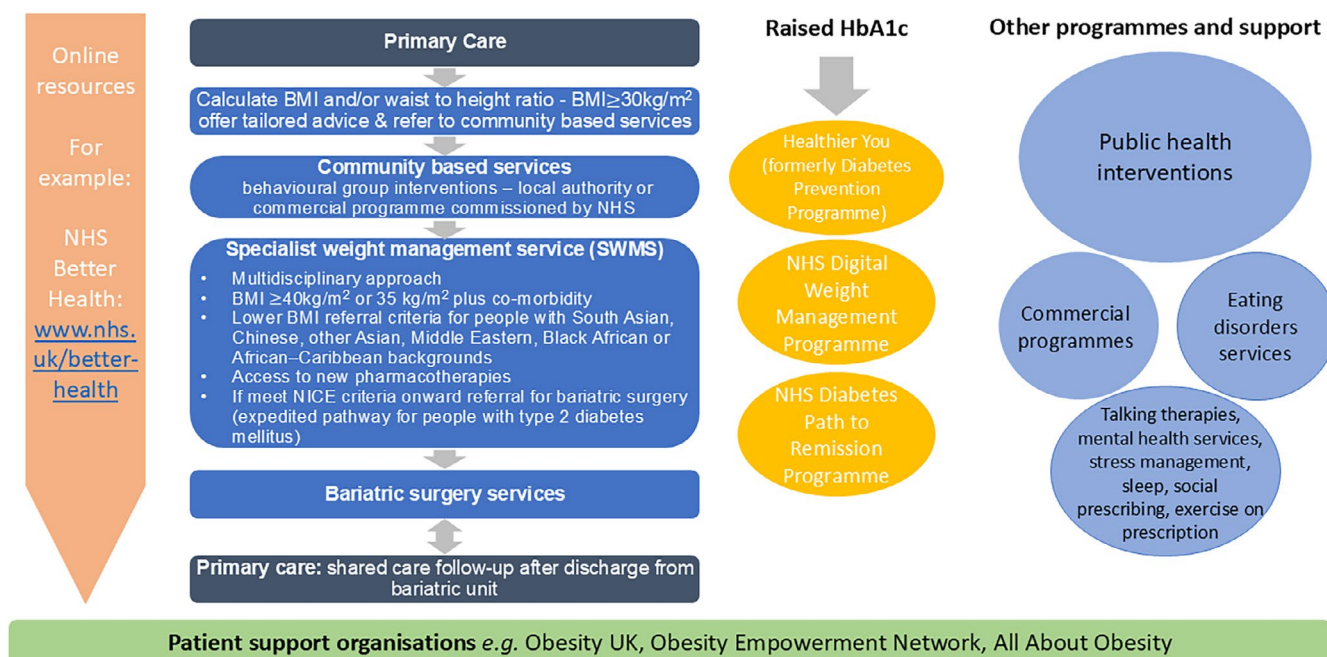 Online
resources
For
example:
NHS
Better
Health:
www.nhs.
uk/better-
health
Primary Care
Calculate BMI and/or waist to height ratio - BMI≥30kg/m²
offer tailored advice & refer to community based services
Community based services
behavioural group interventions – local authority or
commercial programme commissioned by NHS
Specialist weight management service (SWMS)
• Multidisciplinary approach
• BMI ≥40kg/m² or 35 kg/m² plus co-morbidity
• Lower BMI referral criteria for people with South Asian,
Chinese, other Asian, Middle Eastern, Black African or
African–Caribbean backgrounds
• Access to new pharmacotherapies
• If meet NICE criteria onward referral for bariatric surgery
(expedited pathway for people with type 2 diabetes
mellitus)
Bariatric surgery services
Primary care: shared care follow-up after discharge from
bariatric unit
Raised HbA1c
Healthier You
(formerly Diabetes
Prevention
Programme)
NHS Digital
Weight
Management
Programme
NHS Diabetes
Path to
Remission
Programme
Other programmes and support
Public health
interventions
Commercial
programmes
Eating
disorders
services
Talking therapies,
mental health services,
stress management,
sleep, social
prescribing, exercise on
prescription
Patient support organisations e.g. Obesity UK, Obesity Empowerment Network, All About Obesity